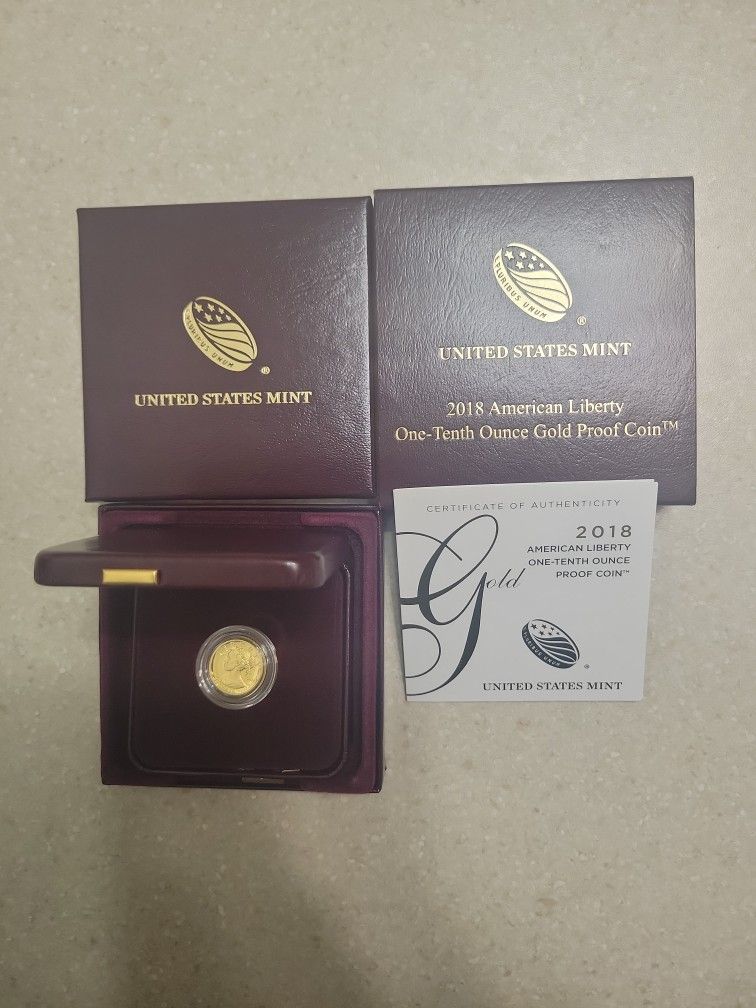 PLURIBUS UNUM
®
UNITED STATES MINT
PLURIBUS UNUM
®
UNITED STATES MINT
2018 American Liberty
One-Tenth Ounce Gold Proof Coin™
CERTIFICATE OF AUTHENTICITY
2018
AMERICAN LIBERTY
ONE-TENTH OUNCE
PROOF COIN™
Gold
PLURIBUS UNUM
®
UNITED STATES MINT